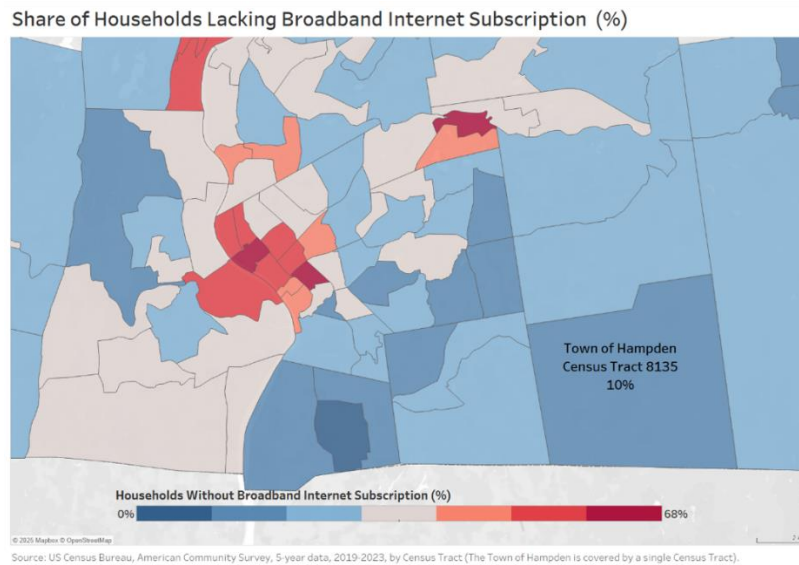 Share of Households Lacking Broadband Internet Subscription (%)
Town of Hampden
Census Tract 8135
10%
Households Without Broadband Internet Subscription (%)
0%
68%
© 2025 Mapbox © OpenStreetMap
Source: US Census Bureau, American Community Survey, 5-year data, 2019-2023, by Census Tract (The Town of Hampden is covered by a single Census Tract).